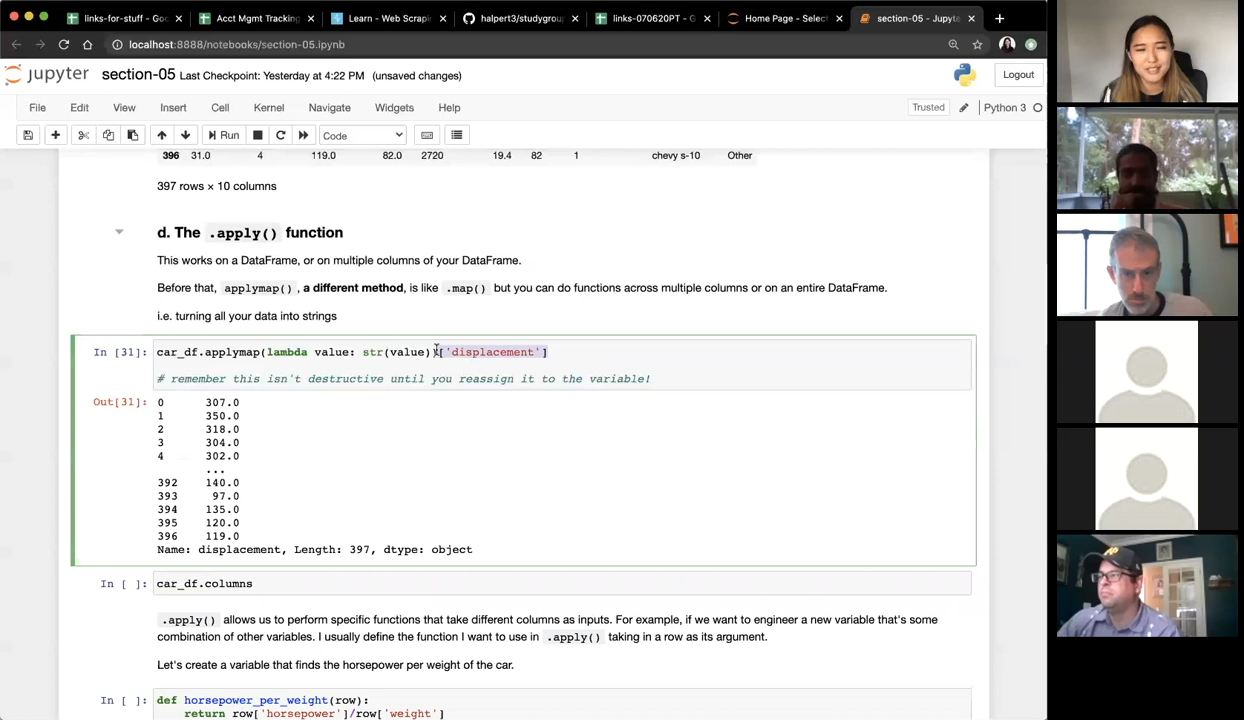 links-for-stuff - Goo
Acct Mgmt Tracking
Learn - Web Scrapin
halpert3/studygroup
links-070620PT - G
Home Page - Select
section-05 - Jupyte
localhost:8888/notebooks/section-05.ipynb
jupyter section-05 Last Checkpoint: Yesterday at 4:22 PM (unsaved changes)
Logout
File Edit View Insert Cell Kernel Navigate Widgets Help
Trusted Python 3
Run Code
396 31.0 4 119.0 82.0 2720 19.4 82 1 chevy s-10 Other
397 rows × 10 columns
d. The .apply() function
This works on a DataFrame, or on multiple columns of your DataFrame.
Before that, applymap() , a different method, is like .map() but you can do functions across multiple columns or on an entire DataFrame.
i.e. turning all your data into strings
In [31]: car_df.applymap(lambda value: str(value))['displacement']
# remember this isn't destructive until you reassign it to the variable!
Out[31]: 0 307.0
1 350.0
2 318.0
3 304.0
4 302.0
...
392 140.0
393 97.0
394 135.0
395 120.0
396 119.0
Name: displacement, Length: 397, dtype: object
In [ ]: car_df.columns
.apply() allows us to perform specific functions that take different columns as inputs. For example, if we want to engineer a new variable that's some
combination of other variables. I usually define the function I want to use in .apply() taking in a row as its argument.
Let's create a variable that finds the horsepower per weight of the car.
In [ ]: def horsepower_per_weight(row):
return row['horsepower']/row['weight']